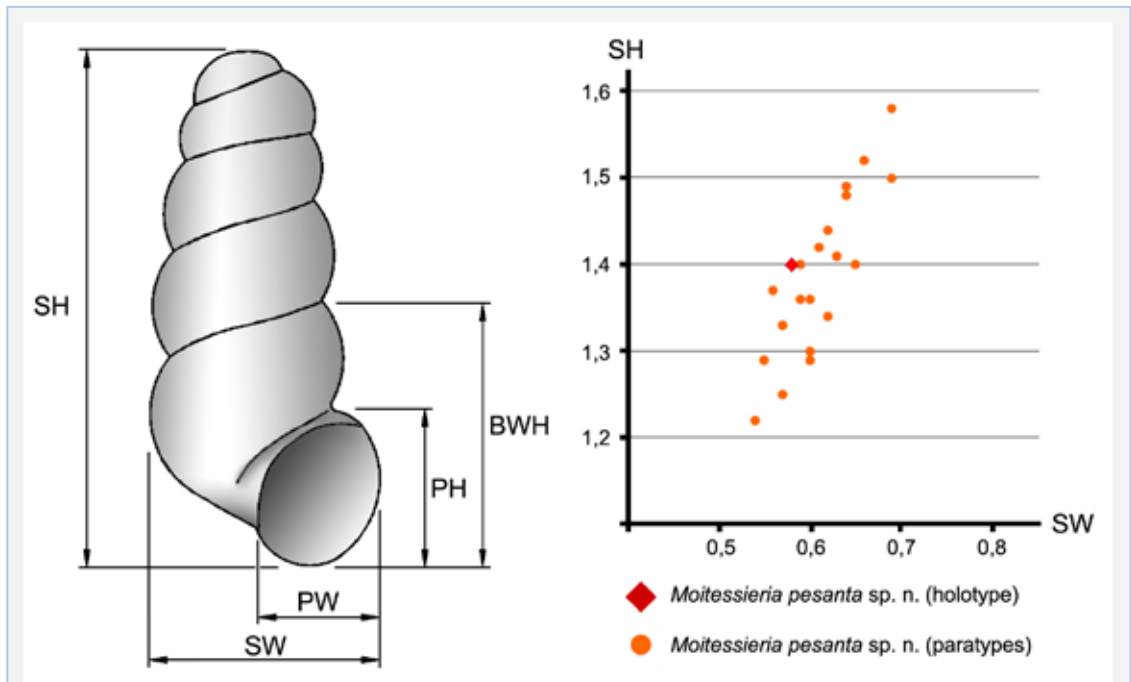 SH
BWH
PH
PW
SW
SH
1,6
1,5
1,4
1,3
1,2
SW
0,5 0,6 0,7 0,8
Moitessieria pesanta sp. n. (holotype)
Moitessieria pesanta sp. n. (paratypes)